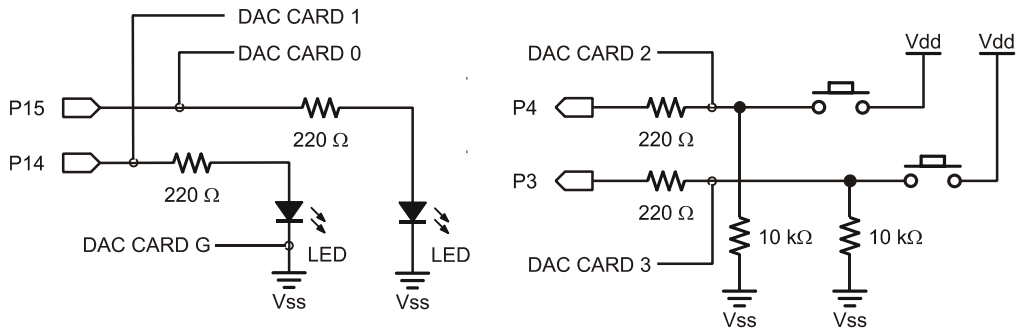 DAC CARD 1
DAC CARD 0
P15
220 Ω
P14
220 Ω
DAC CARD G
LED
LED
Vss
Vss
Vdd
Vdd
DAC CARD 2
P4
220 Ω
P3
220 Ω
10 kΩ
10 kΩ
DAC CARD 3
Vss
Vss